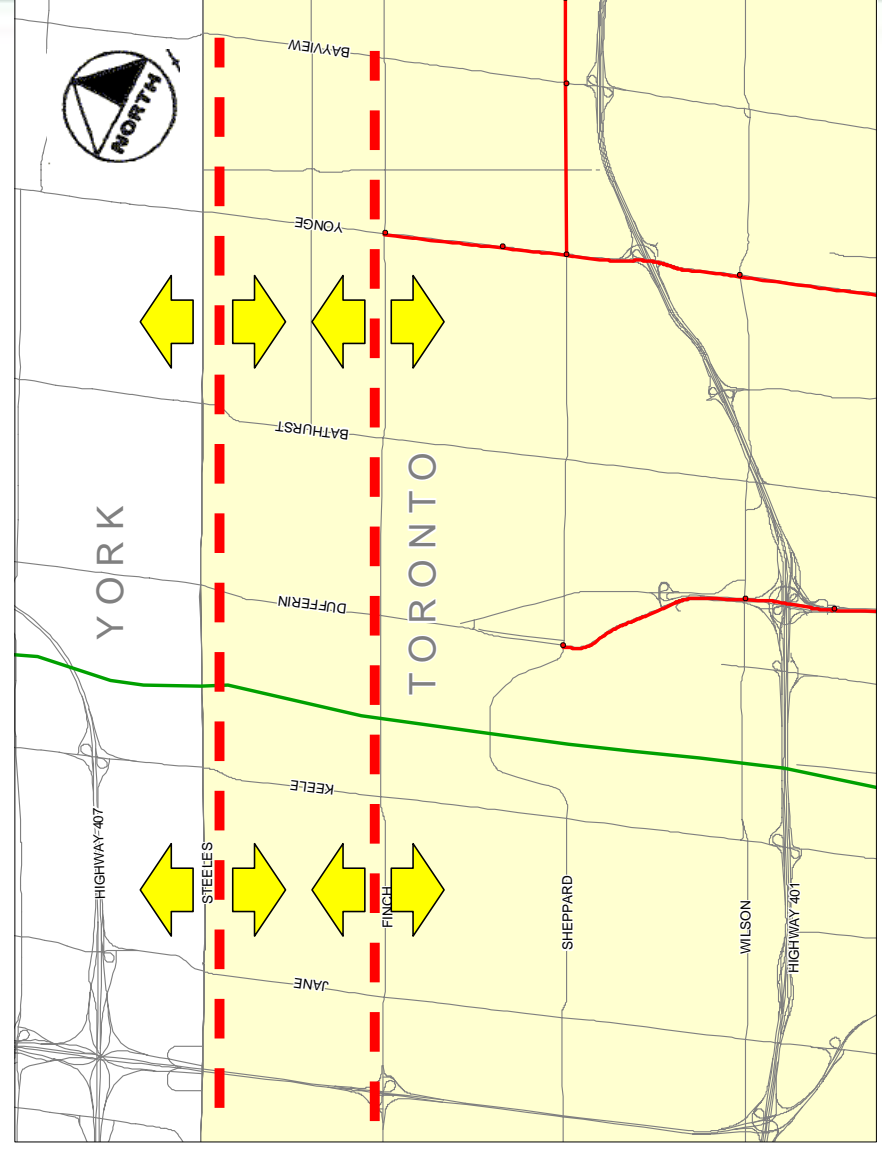 BAYVIEW
NORTH
YONGE
BATHURST
YORK
TORONTO
DUFFERIN
KEELE
HIGHWAY 407
STEELES
FINCH
SHEPPARD
WILSON
HIGHWAY 401
JANE